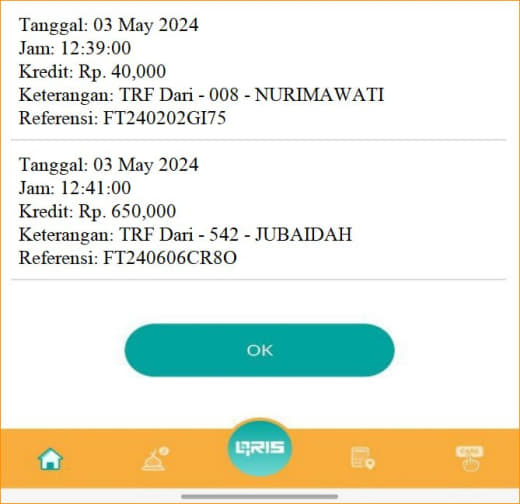 Tanggal: 03 May 2024
Jam: 12:39:00
Kredit: Rp. 40,000
Keterangan: TRF Dari - 008 - NURIMAWATI
Referensi: FT240202GI75
Tanggal: 03 May 2024
Jam: 12:41:00
Kredit: Rp. 650,000
Keterangan: TRF Dari - 542 - JUBAIDAH
Referensi: FT240606CR8O
OK
QRIS